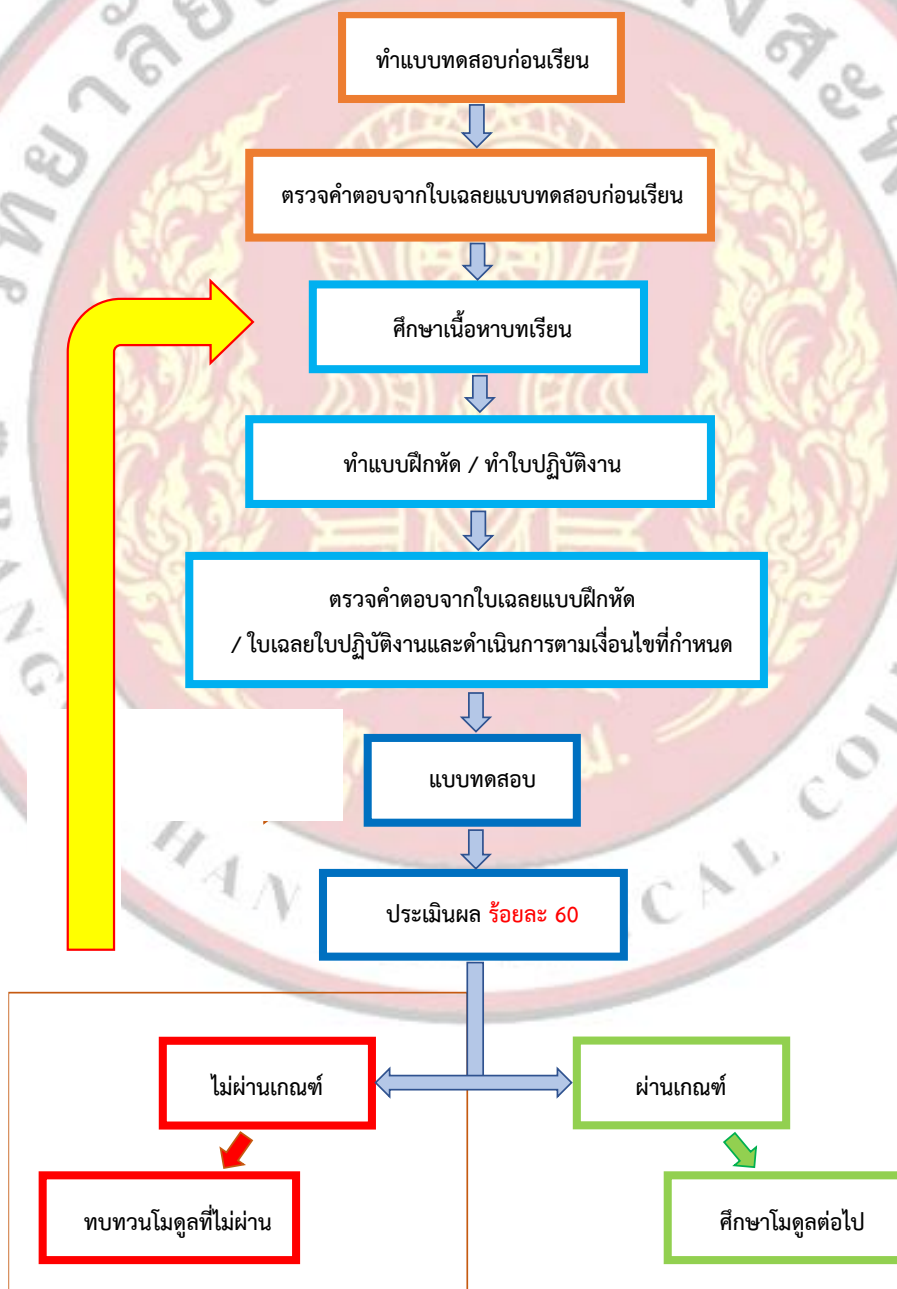 ทำแบบทดสอบก่อนเรียน
ตรวจคำตอบจากใบเฉลยแบบทดสอบก่อนเรียน
ศึกษาเนื้อหาบทเรียน
ทำแบบฝึกหัด / ทำใบปฏิบัติงาน
ตรวจคำตอบจากใบเฉลยแบบฝึกหัด
/ ใบเฉลยใบปฏิบัติงานและดำเนินการตามเงื่อนไขที่กำหนด
แบบทดสอบ
ประเมินผล ร้อยละ 60
ไม่ผ่านเกณฑ์
ผ่านเกณฑ์
ทบทวนโมดูลที่ไม่ผ่าน
ศึกษาโมดูลต่อไป